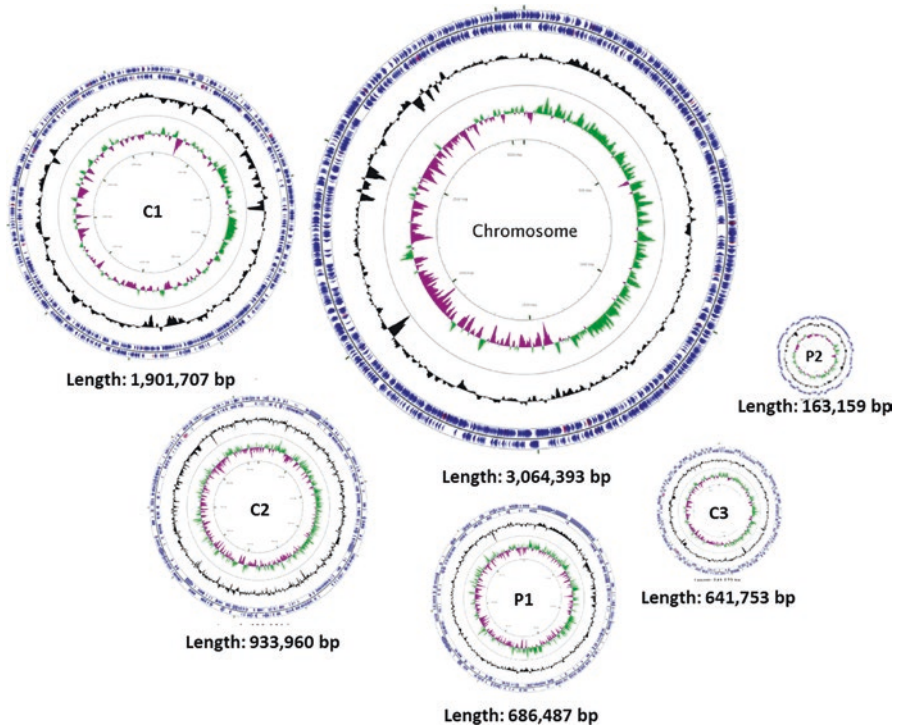 C1
Chromosome
P2
Length: 1,901,707 bp
Length: 163,159 bp
Length: 3,064,393 bp
C2
C3
P1
Length: 641,753 bp
Length: 933,960 bp
Length: 686,487 bp